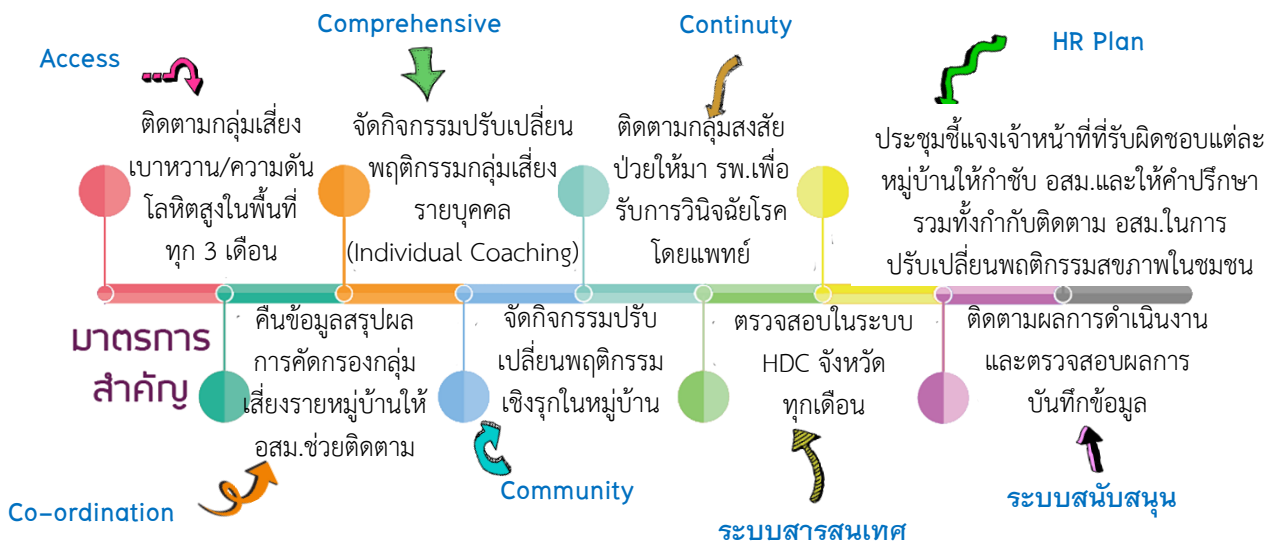 Access
ติดตามกลุ่มเสี่ยง
เบาหวาน/ความดัน
โลหิตสูงในพื้นที่
ทุก 3 เดือน
Comprehensive
จัดกิจกรรมปรับเปลี่ยน
พฤติกรรมกลุ่มเสี่ยง
รายบุคคล
(Individual Coaching)
Continuty
ติดตามกลุ่มสงสัย
ป่วยให้มา รพ.เพื่อ
รับการวินิจฉัยโรค
โดยแพทย์
HR Plan
ประชุมชี้แจงเจ้าหน้าที่ที่รับผิดชอบแต่ละ
หมู่บ้านให้กำชับ อสม.และให้คำปรึกษา
รวมทั้งกำกับติดตาม อสม.ในการ
ปรับเปลี่ยนพฤติกรรมสุขภาพในชุมชน
มาตรการ
สำคัญ
คืนข้อมูลสรุปผล
การคัดกรองกลุ่ม
เสี่ยงรายหมู่บ้านให้
อสม.ช่วยติดตาม
Co-ordination
จัดกิจกรรมปรับ
เปลี่ยนพฤติกรรม
เชิงรุกในหมู่บ้าน
Community
ตรวจสอบในระบบ
HDC จังหวัด
ทุกเดือน
ระบบสารสนเทศ
ติดตามผลการดำเนินงาน
และตรวจสอบผลการ
บันทึกข้อมูล
ระบบสนับสนุน